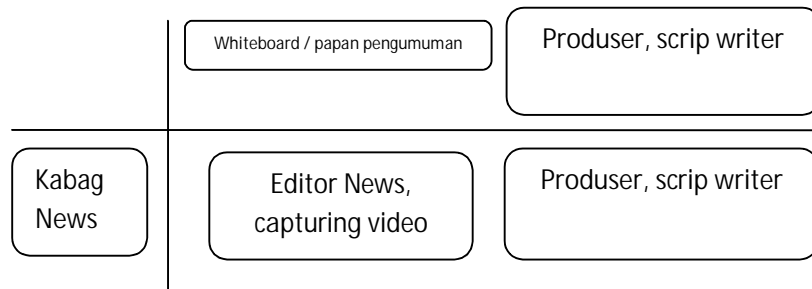 Whiteboard / papan pengumuman
Produser, scrip writer
Kabag
News
Editor News,
capturing video
Produser, scrip writer